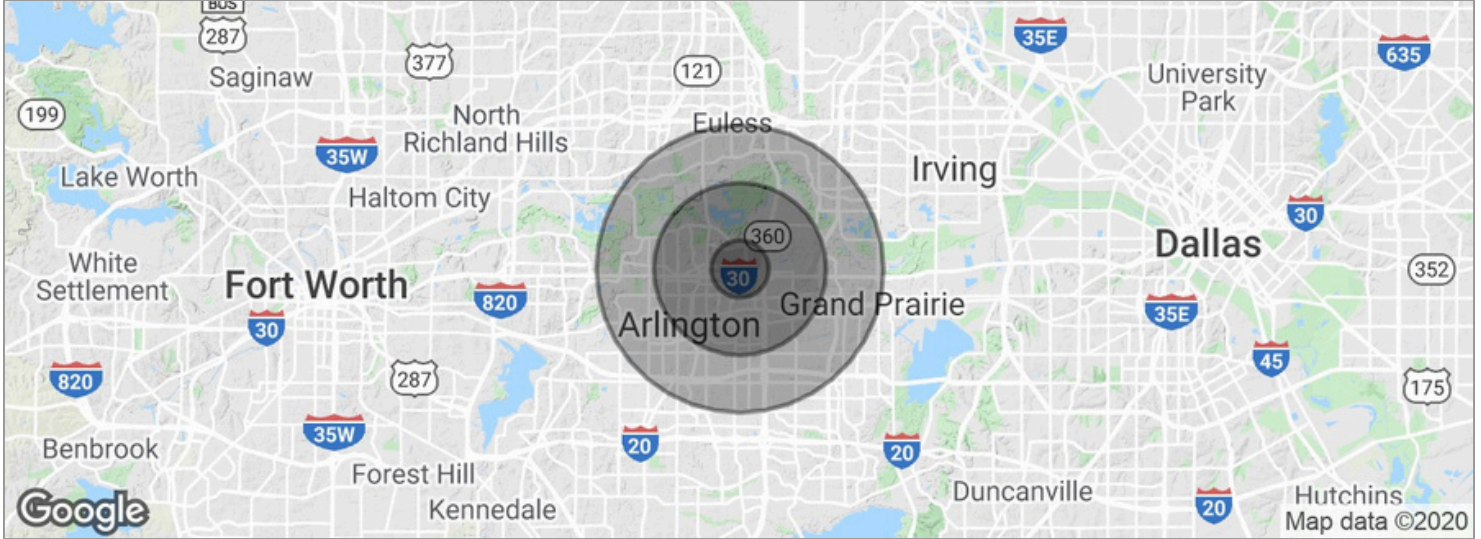 BUS
287
377
121
35E
635
Saginaw
University
Park
199
North
Richland Hills
Euless
35W
Lake Worth
Haltom City
Irving
30
360
Dallas
White
Settlement
Fort Worth
820
30
Grand Prairie
352
30
Arlington
35E
45
820
287
175
35W
20
20
Benbrook
Forest Hill
Kennedale
Duncanville
20
Hutchins
Google
Map data ©2020